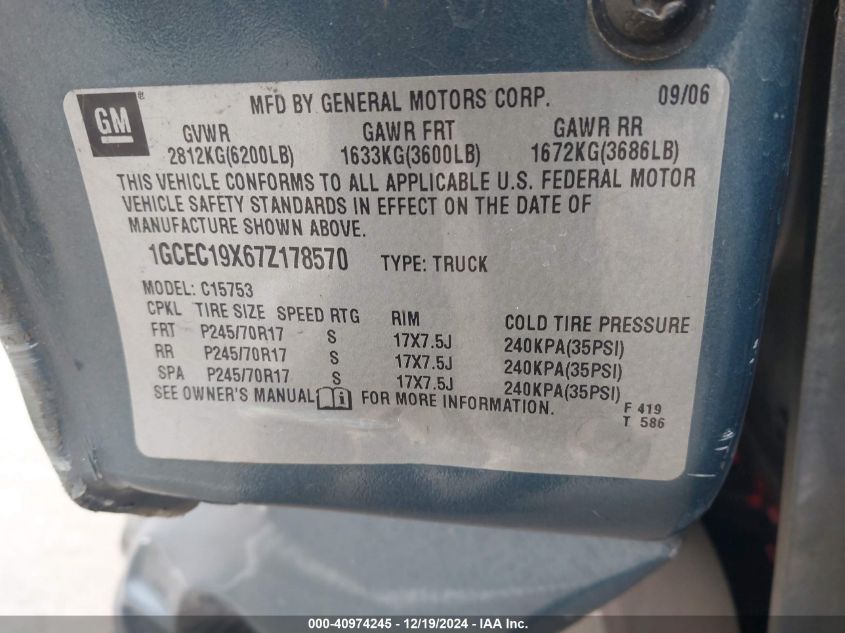 GM
MFD BY GENERAL MOTORS CORP. 09/06
GVWR GAWR FRT GAWR RR
2812KG(6200LB) 1633KG(3600LB) 1672KG(3686LB)
THIS VEHICLE CONFORMS TO ALL APPLICABLE U.S. FEDERAL MOTOR
VEHICLE SAFETY STANDARDS IN EFFECT ON THE DATE OF
MANUFACTURE SHOWN ABOVE.
1GCEC19X67Z178570 TYPE: TRUCK
MODEL: C15753
CPKL TIRE SIZE SPEED RTG RIM COLD TIRE PRESSURE
FRT P245/70R17 S 17X7.5J 240KPA(35PSI)
RR P245/70R17 S 17X7.5J 240KPA(35PSI)
SPA P245/70R17 S 17X7.5J 240KPA(35PSI)
SEE OWNER'S MANUAL i FOR MORE INFORMATION.
F 419
T 586
000-40974245 - 12/19/2024 - IAA Inc.